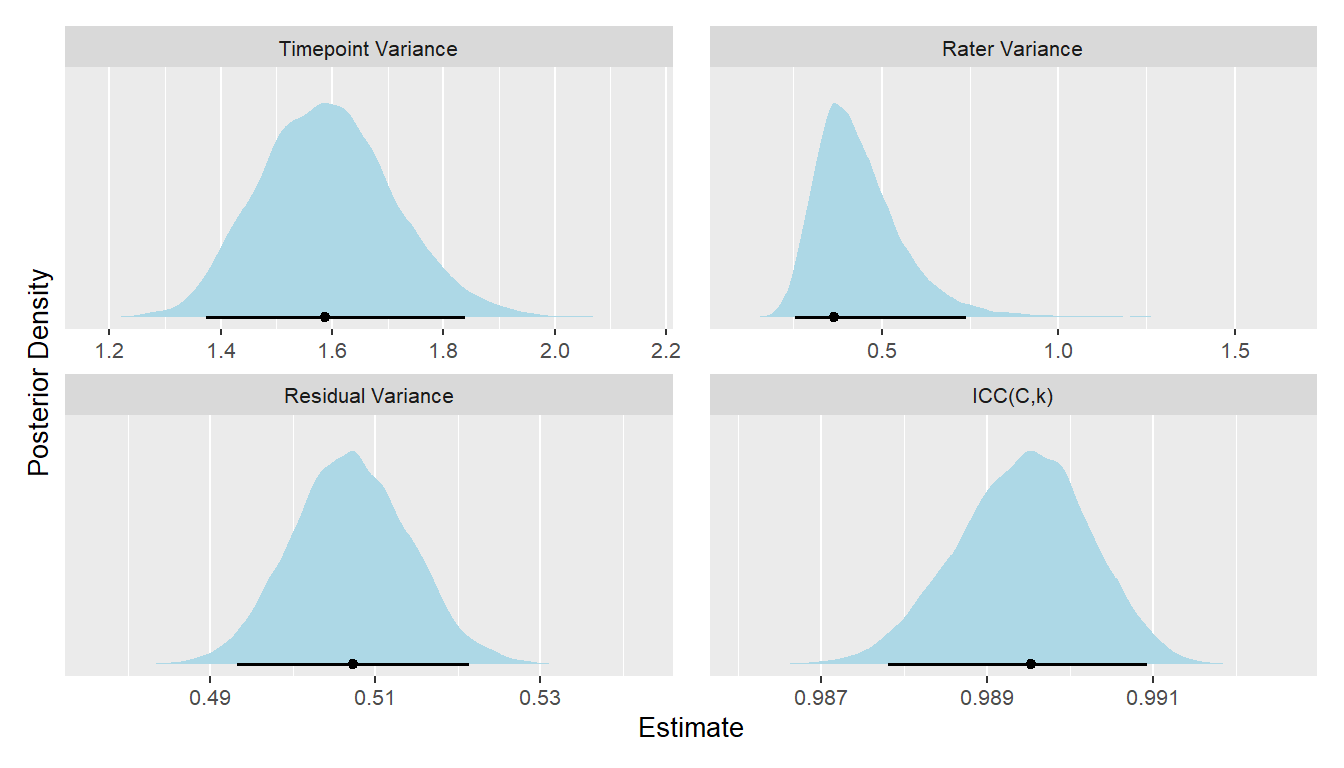 Timepoint Variance
Rater Variance
1.2 1.4 1.6 1.8 2.0 2.2
0.5 1.0 1.5
Posterior Density
Residual Variance
ICC(C,k)
0.49 0.51 0.53
0.987 0.989 0.991
Estimate